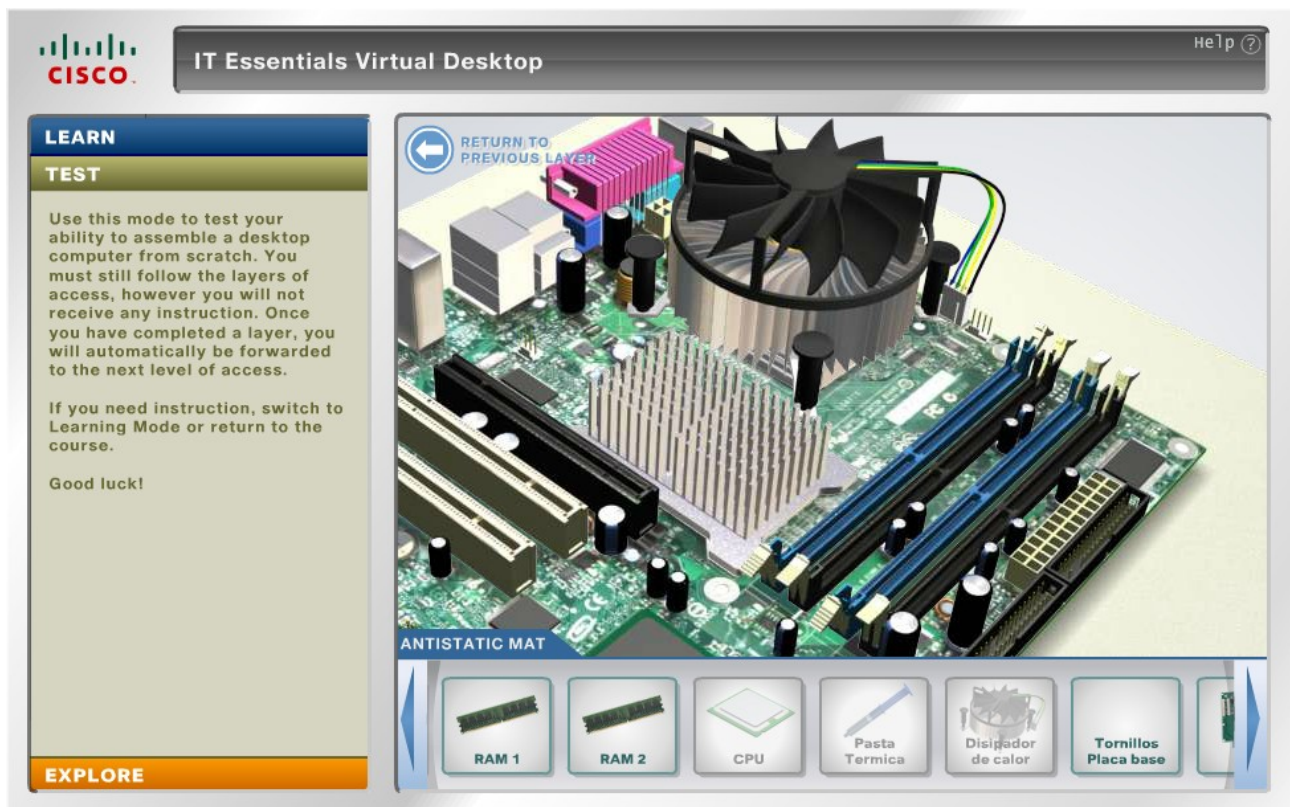 CISCO
IT Essentials Virtual Desktop
Help ?
LEARN
TEST
Use this mode to test your
ability to assemble a desktop
computer from scratch. You
must still follow the layers of
access, however you will not
receive any instruction. Once
you have completed a layer, you
will automatically be forwarded
to the next level of access.
If you need instruction, switch to
Learning Mode or return to the
course.
Good luck!
EXPLORE
RETURN TO
PREVIOUS LAYER
FC
CE
ANTISTATIC MAT
RAM 1
RAM 2
CPU
Pasta
Termica
Disipador
de calor
Tornillos
Placa base